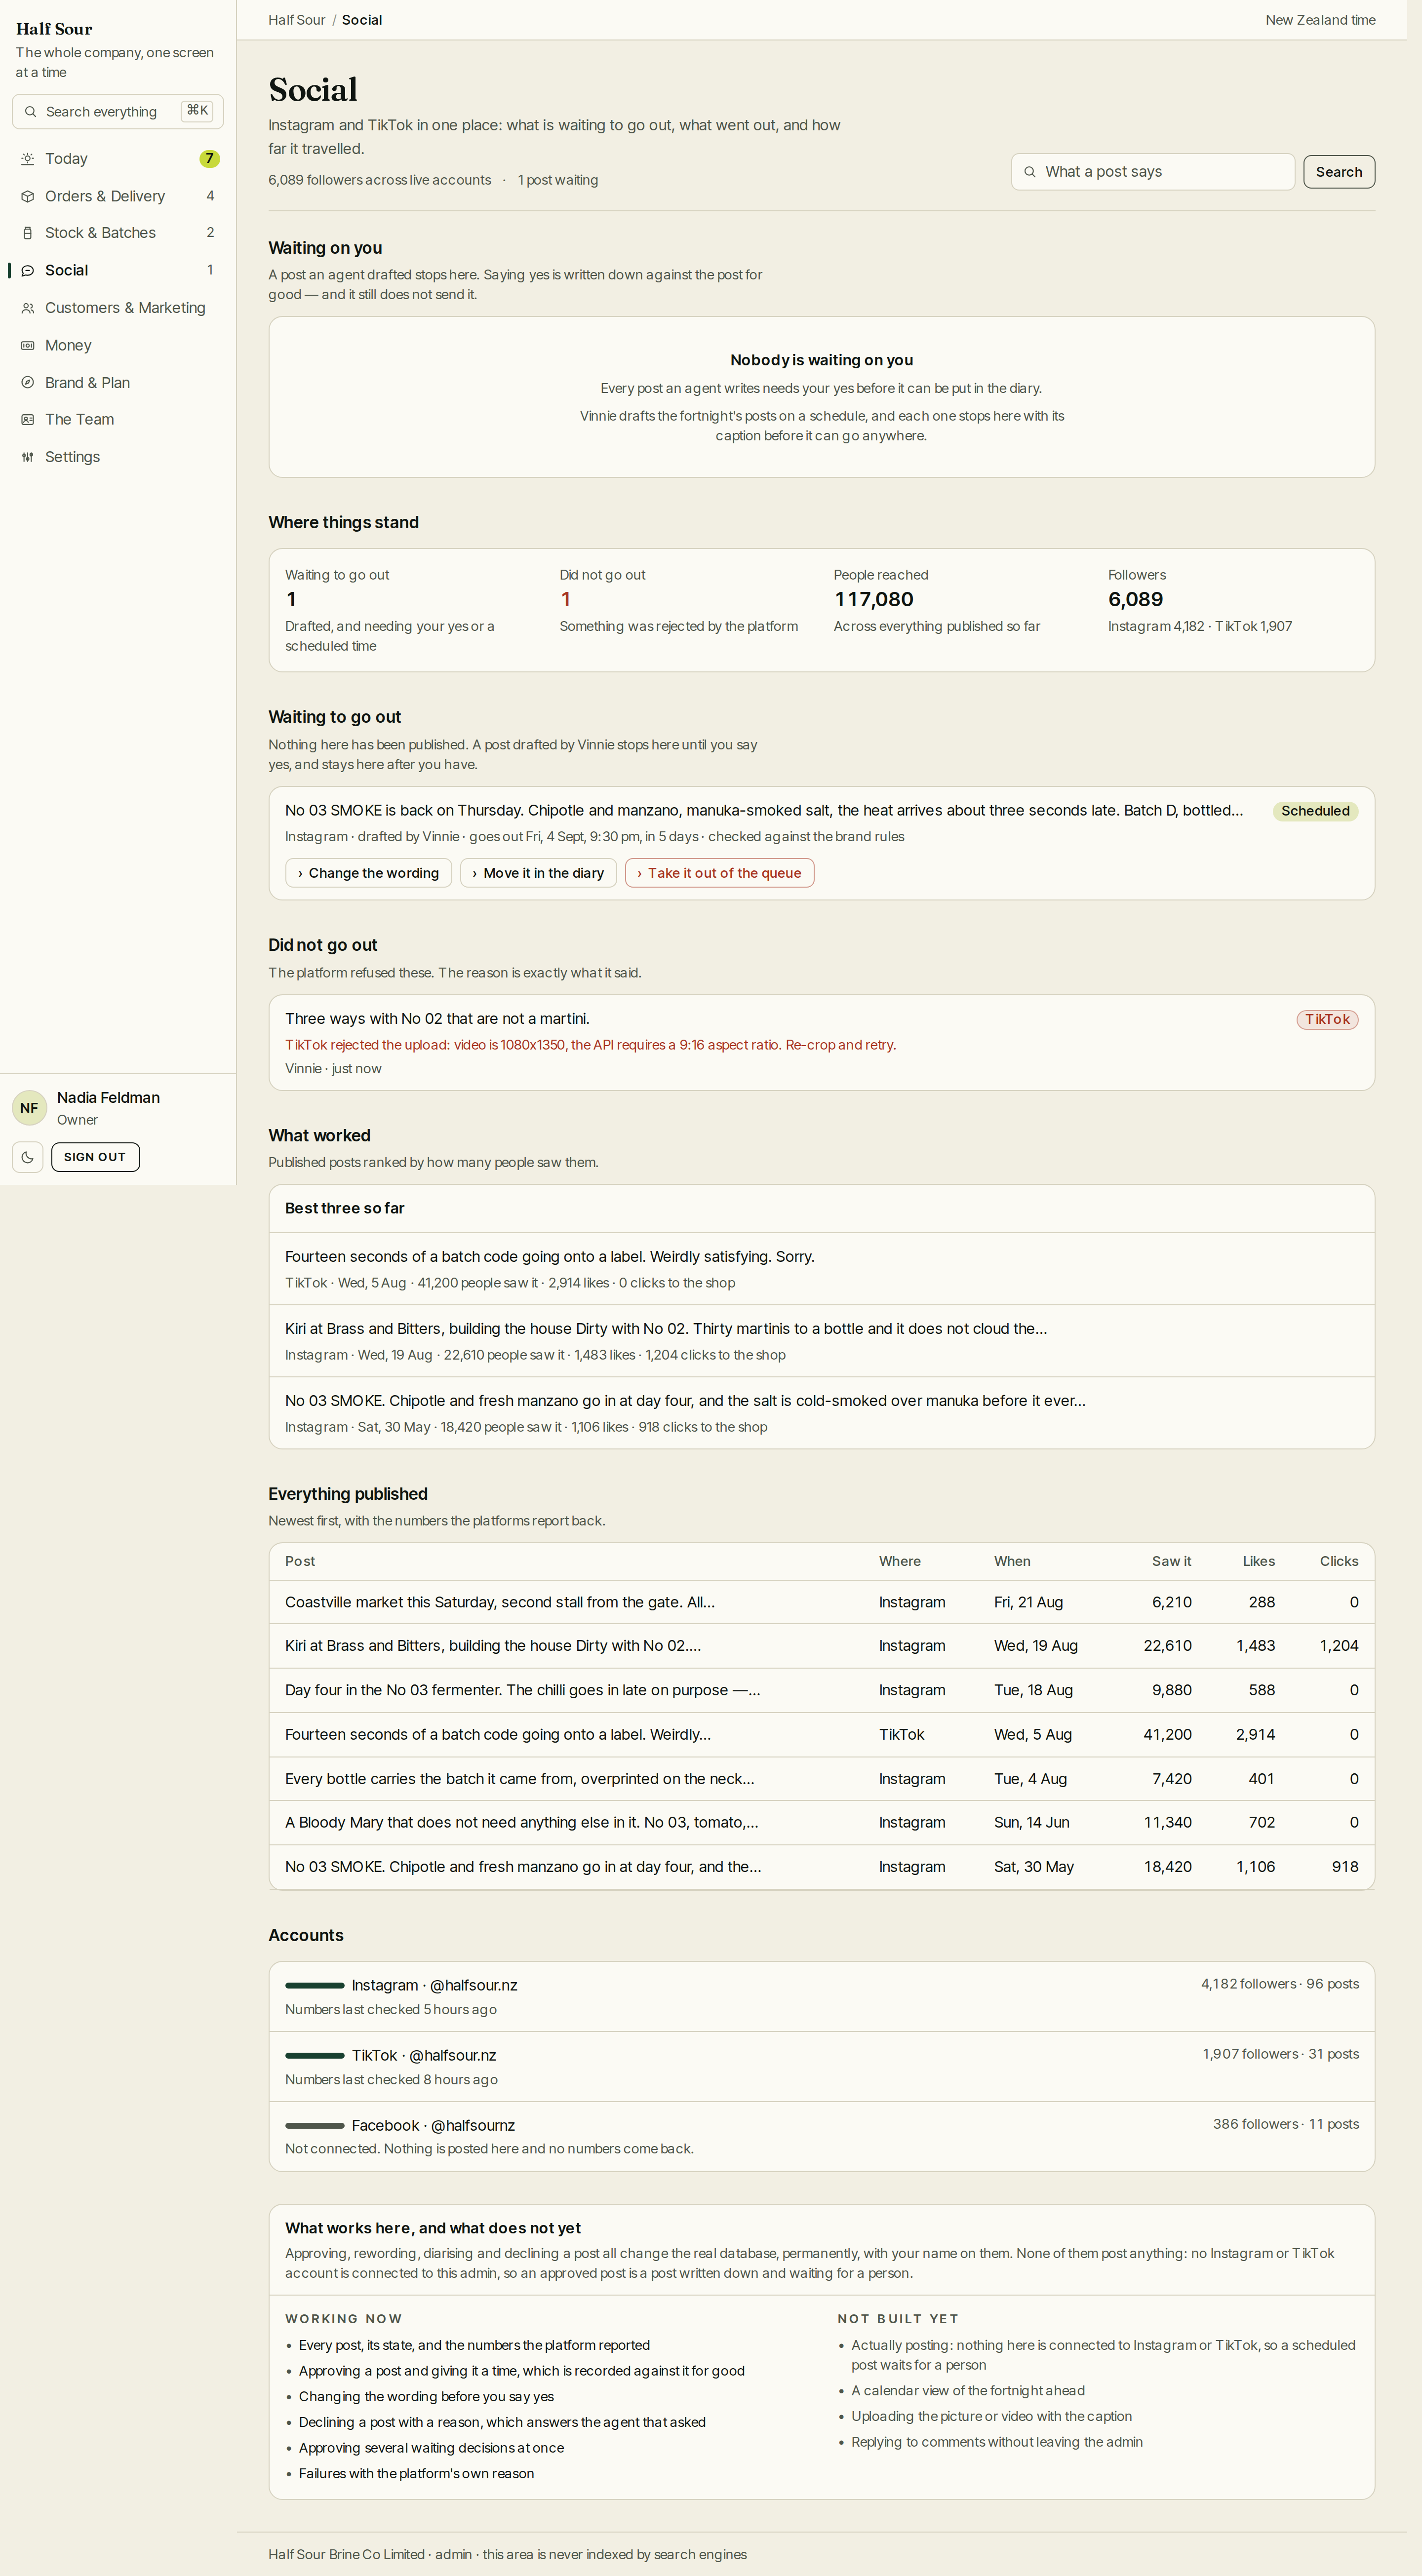 Half Sour
The whole company, one screen
at a time
Search everything
⌘K
Today
7
Orders & Delivery
4
Stock & Batches
2
Social
1
Customers & Marketing
Money
Brand & Plan
The Team
Settings
NF
Nadia Feldman
Owner
SIGN OUT
Half Sour / Social
New Zealand time
Social
Instagram and TikTok in one place: what is waiting to go out, what went out, and how
far it travelled.
6,089 followers across live accounts · 1 post waiting
What a post says
Search
Waiting on you
A post an agent drafted stops here. Saying yes is written down against the post for
good — and it still does not send it.
Nobody is waiting on you
Every post an agent writes needs your yes before it can be put in the diary.
Vinnie drafts the fortnight's posts on a schedule, and each one stops here with its
caption before it can go anywhere.
Where things stand
Waiting to go out
1
Drafted, and needing your yes or a
scheduled time
Did not go out
1
Something was rejected by the platform
People reached
117,080
Across everything published so far
Followers
6,089
Instagram 4,182 · TikTok 1,907
Waiting to go out
Nothing here has been published. A post drafted by Vinnie stops here until you say
yes, and stays here after you have.
No 03 SMOKE is back on Thursday. Chipotle and manzano, manuka-smoked salt, the heat arrives about three seconds late. Batch D, bottled…
Scheduled
Instagram · drafted by Vinnie · goes out Fri, 4 Sept, 9:30 pm, in 5 days · checked against the brand rules
› Change the wording
› Move it in the diary
› Take it out of the queue
Did not go out
The platform refused these. The reason is exactly what it said.
Three ways with No 02 that are not a martini.
TikTok
TikTok rejected the upload: video is 1080x1350, the API requires a 9:16 aspect ratio. Re-crop and retry.
Vinnie · just now
What worked
Published posts ranked by how many people saw them.
Best three so far
Fourteen seconds of a batch code going onto a label. Weirdly satisfying. Sorry.
TikTok · Wed, 5 Aug · 41,200 people saw it · 2,914 likes · 0 clicks to the shop
Kiri at Brass and Bitters, building the house Dirty with No 02. Thirty martinis to a bottle and it does not cloud the…
Instagram · Wed, 19 Aug · 22,610 people saw it · 1,483 likes · 1,204 clicks to the shop
No 03 SMOKE. Chipotle and fresh manzano go in at day four, and the salt is cold-smoked over manuka before it ever…
Instagram · Sat, 30 May · 18,420 people saw it · 1,106 likes · 918 clicks to the shop
Everything published
Newest first, with the numbers the platforms report back.
Post Where When Saw it Likes Clicks
Coastville market this Saturday, second stall from the gate. All… Instagram Fri, 21 Aug 6,210 288 0
Kiri at Brass and Bitters, building the house Dirty with No 02.… Instagram Wed, 19 Aug 22,610 1,483 1,204
Day four in the No 03 fermenter. The chilli goes in late on purpose —… Instagram Tue, 18 Aug 9,880 588 0
Fourteen seconds of a batch code going onto a label. Weirdly… TikTok Wed, 5 Aug 41,200 2,914 0
Every bottle carries the batch it came from, overprinted on the neck… Instagram Tue, 4 Aug 7,420 401 0
A Bloody Mary that does not need anything else in it. No 03, tomato,… Instagram Sun, 14 Jun 11,340 702 0
No 03 SMOKE. Chipotle and fresh manzano go in at day four, and the… Instagram Sat, 30 May 18,420 1,106 918
Accounts
Instagram · @halfsour.nz
4,182 followers · 96 posts
Numbers last checked 5 hours ago
TikTok · @halfsour.nz
1,907 followers · 31 posts
Numbers last checked 8 hours ago
Facebook · @halfsournz
386 followers · 11 posts
Not connected. Nothing is posted here and no numbers come back.
What works here, and what does not yet
Approving, rewording, diarising and declining a post all change the real database, permanently, with your name on them. None of them post anything: no Instagram or TikTok
account is connected to this admin, so an approved post is a post written down and waiting for a person.
WORKING NOW
• Every post, its state, and the numbers the platform reported
• Approving a post and giving it a time, which is recorded against it for good
• Changing the wording before you say yes
• Declining a post with a reason, which answers the agent that asked
• Approving several waiting decisions at once
• Failures with the platform's own reason
NOT BUILT YET
• Actually posting: nothing here is connected to Instagram or TikTok, so a scheduled
post waits for a person
• A calendar view of the fortnight ahead
• Uploading the picture or video with the caption
• Replying to comments without leaving the admin
Half Sour Brine Co Limited · admin · this area is never indexed by search engines